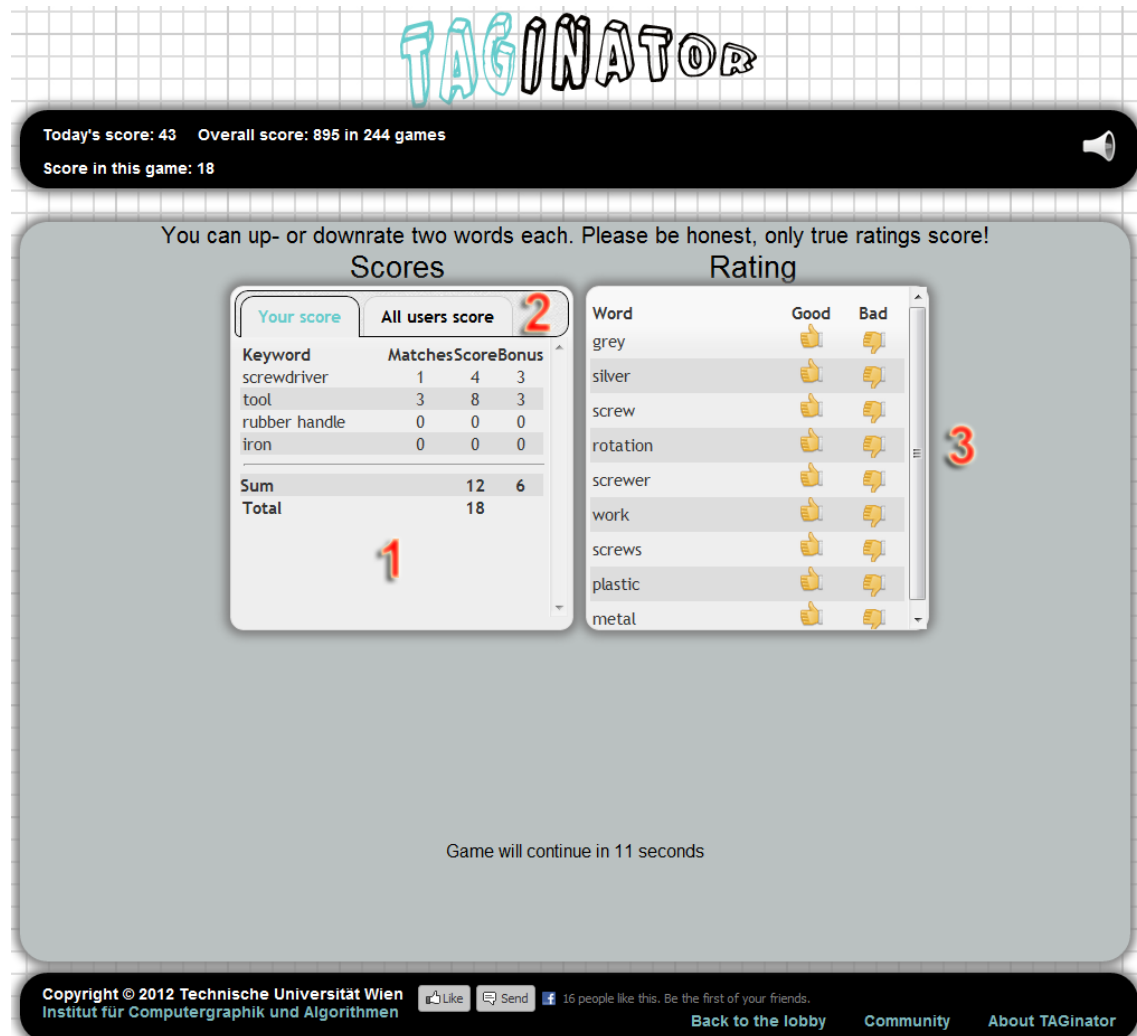 TAGINATOR
Today's score: 43 Overall score: 895 in 244 games
Score in this game: 18
You can up- or downrate two words each. Please be honest, only true ratings score!
Scores
Your score All users score 2
Keyword Matches Score Bonus
screwdriver 1 4 3
tool 3 8 3
rubber handle 0 0 0
iron 0 0 0
Sum 12 6
Total 18
1
Rating
Word Good Bad
grey
silver
screw
rotation
screwer
work
screws
plastic
metal
3
Game will continue in 11 seconds
Copyright © 2012 Technische Universität Wien
Institut für Computergraphik und Algorithmen
Like Send f 16 people like this. Be the first of your friends.
Back to the lobby Community About TAGinator